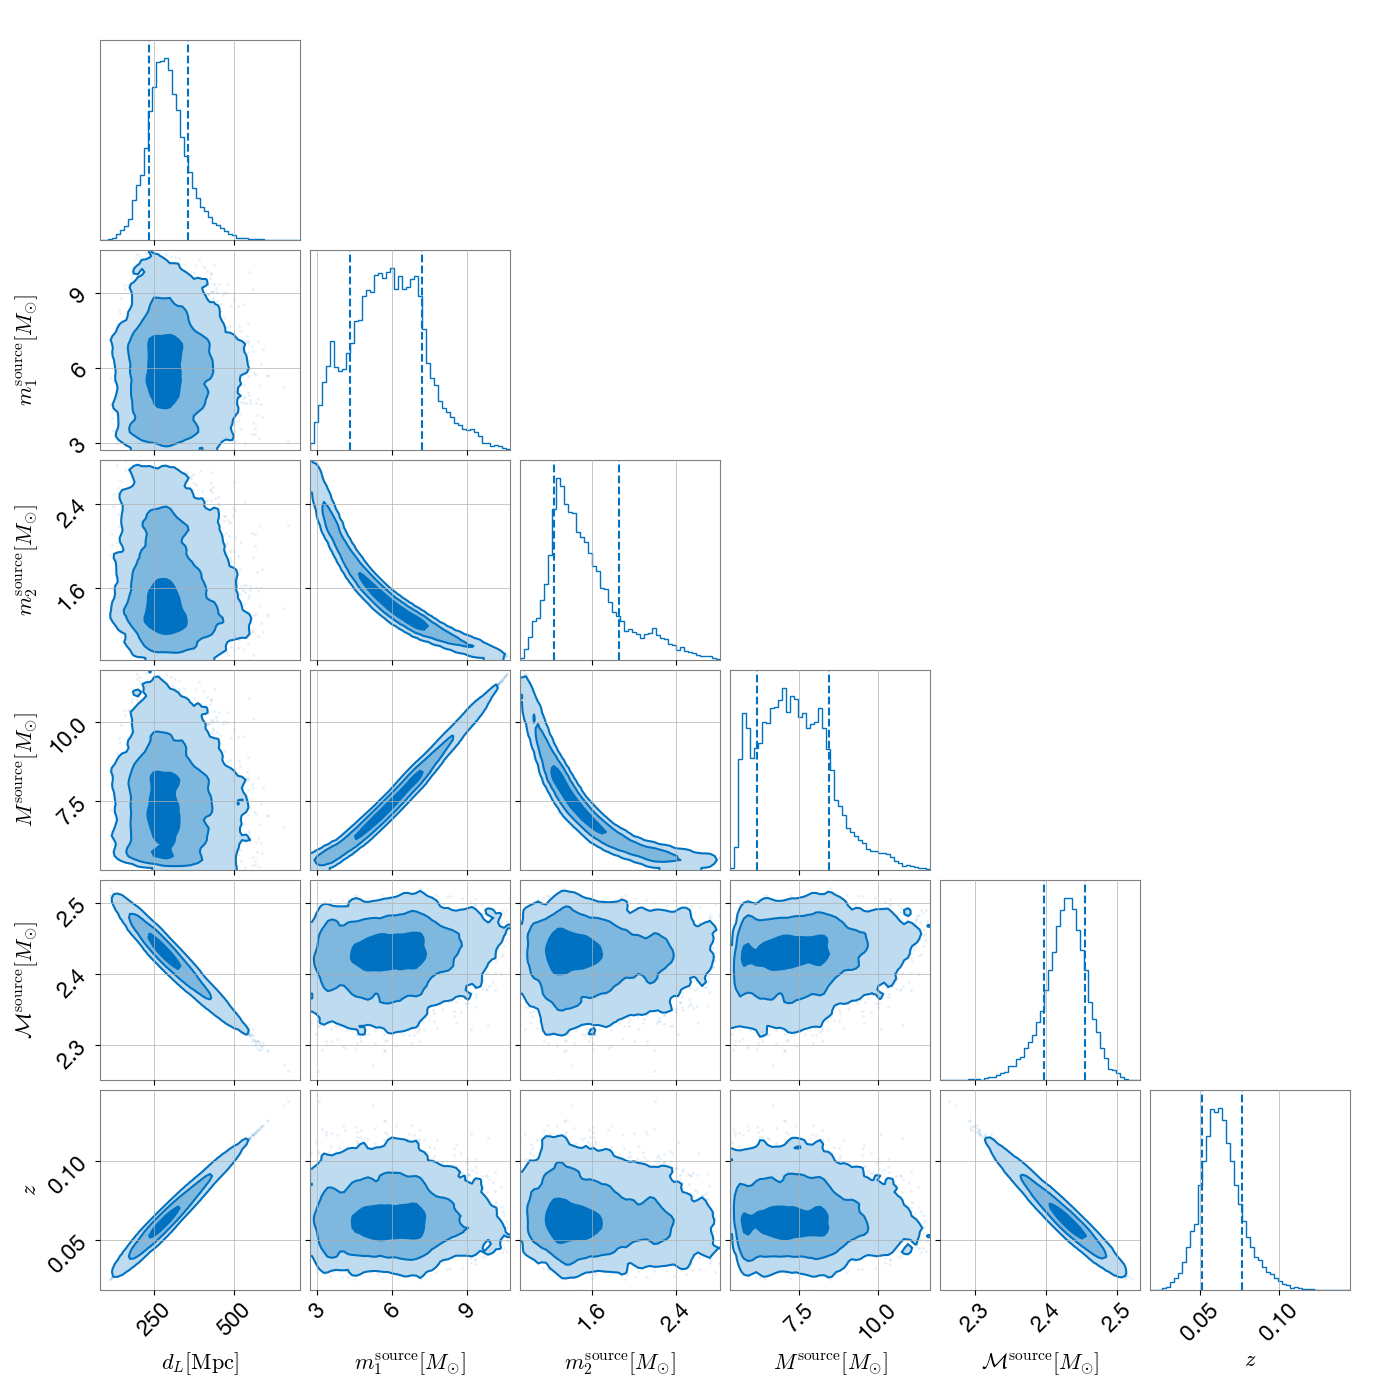 m₁^source [M⊙]
9
6
3
m₂^source [M⊙]
2.4
1.6
M^source [M⊙]
10.0
7.5
ℳ^source [M⊙]
2.5
2.4
2.3
z
0.10
0.05
250 500 3 6 9 1.6 2.4 7.5 10.0 2.3 2.4 2.5 0.05 0.10
d_L[Mpc] m₁^source [M⊙] m₂^source [M⊙] M^source [M⊙] ℳ^source [M⊙] z